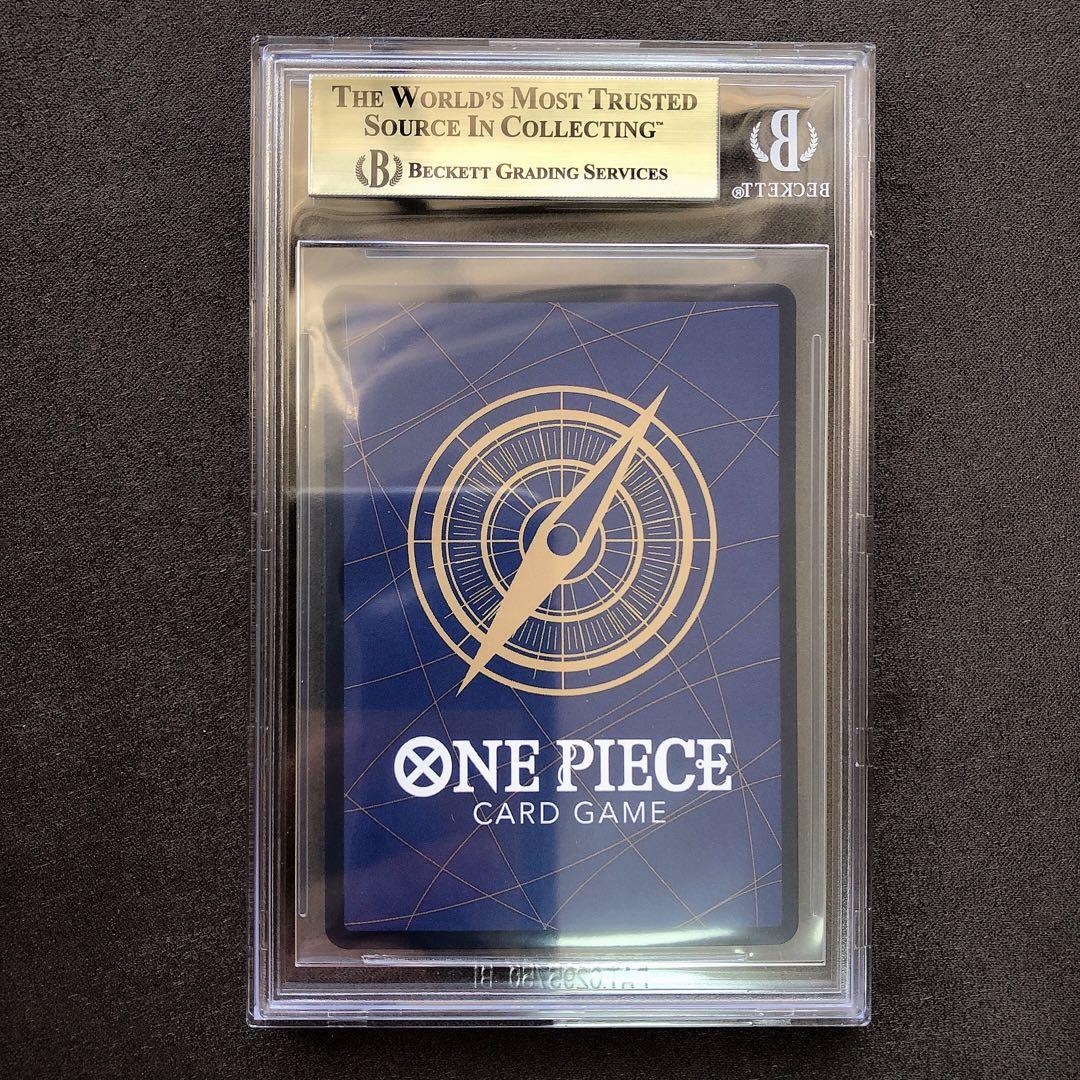 THE WORLD'S MOST TRUSTED
SOURCE IN COLLECTING™
B BECKETT GRADING SERVICES
B
BECKETT®
ONE PIECE
CARD GAME